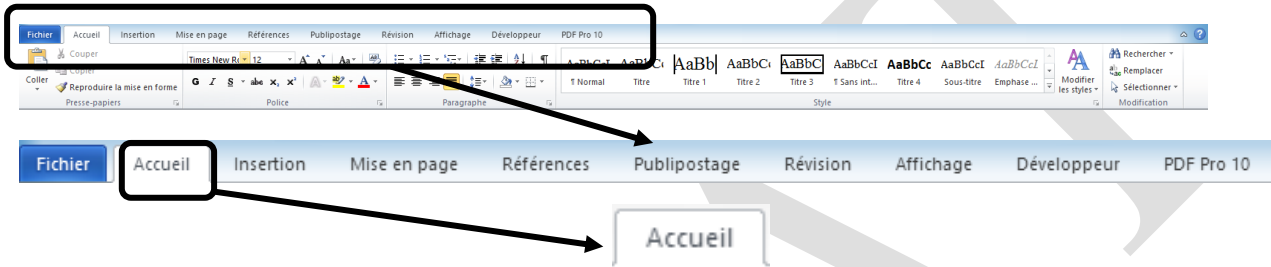 Fichier Accueil Insertion Mise en page Références Publipostage Révision Affichage Développeur PDF Pro 10
Couper Times New Ro 12 A A Aa
Copier AaBbCcI AaBbC AaBb AaBbCc AaBbC AaBbCcI AaBbCc AaBbCcI AaBbCcI A Rechercher
Coller Reproduire la mise en forme G I S abc x, x² A ab A ¶ Normal Titre Titre 1 Titre 2 Titre 3 ¶ Sans int... Titre 4 Sous-titre Emphase ... Modifier les styles Remplacer
Sélectionner
Presse-papiers Police Paragraphe Style Modification
Fichier Accueil Insertion Mise en page Références Publipostage Révision Affichage Développeur PDF Pro 10
Accueil